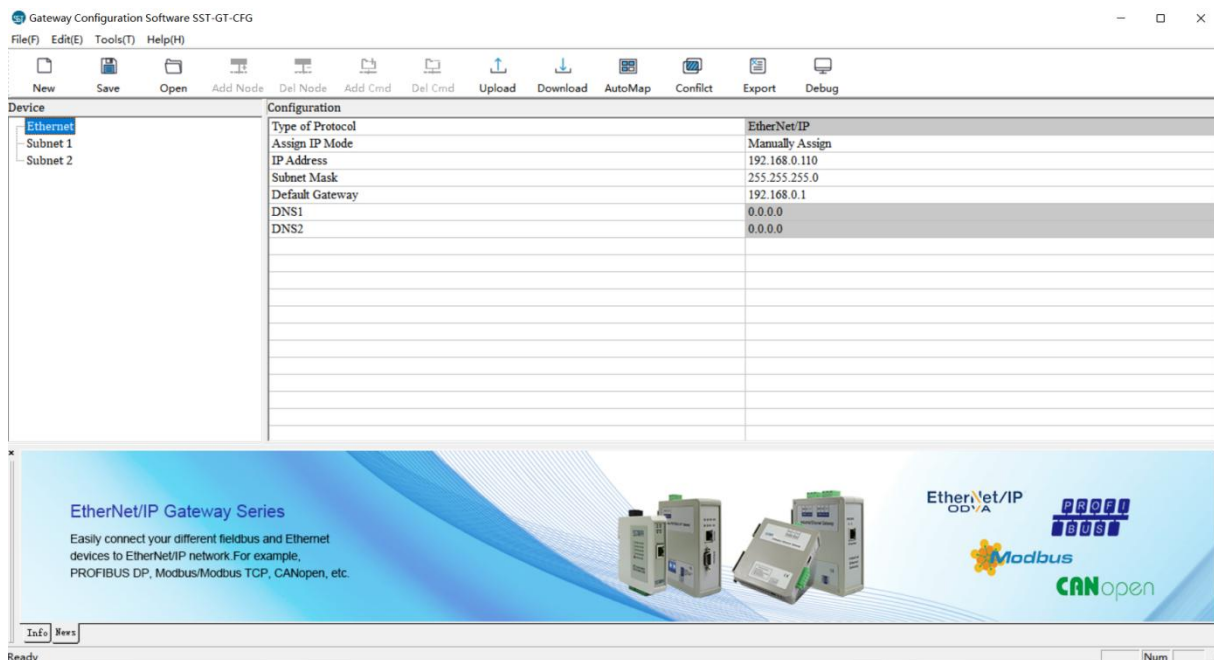 Gateway Configuration Software SST-GT-CFG
File(F) Edit(E) Tools(T) Help(H)
New Save Open Add Node Del Node Add Cmd Del Cmd Upload Download AutoMap Confilct Export Debug
Device Configuration
Ethernet
Subnet 1
Subnet 2
Type of Protocol EtherNet/IP
Assign IP Mode Manually Assign
IP Address 192.168.0.110
Subnet Mask 255.255.255.0
Default Gateway 192.168.0.1
DNS1 0.0.0.0
DNS2 0.0.0.0
EtherNet/IP Gateway Series
Easily connect your different fieldbus and Ethernet
devices to EtherNet/IP network.For example,
PROFIBUS DP, Modbus/Modbus TCP, CANopen, etc.
EtherNet/IP
ODVA
PROFI
BUS
Modbus
CANopen
Info News
Ready Num